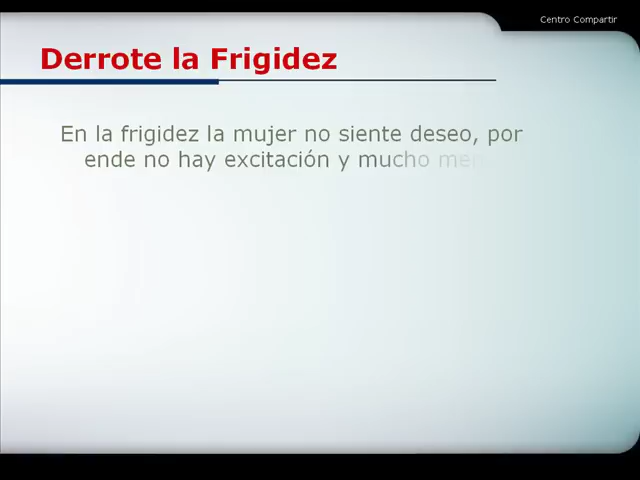 Centro Compartir
Derrote la Frigidez
En la frigidez la mujer no siente deseo, por
ende no hay excitación y mucho